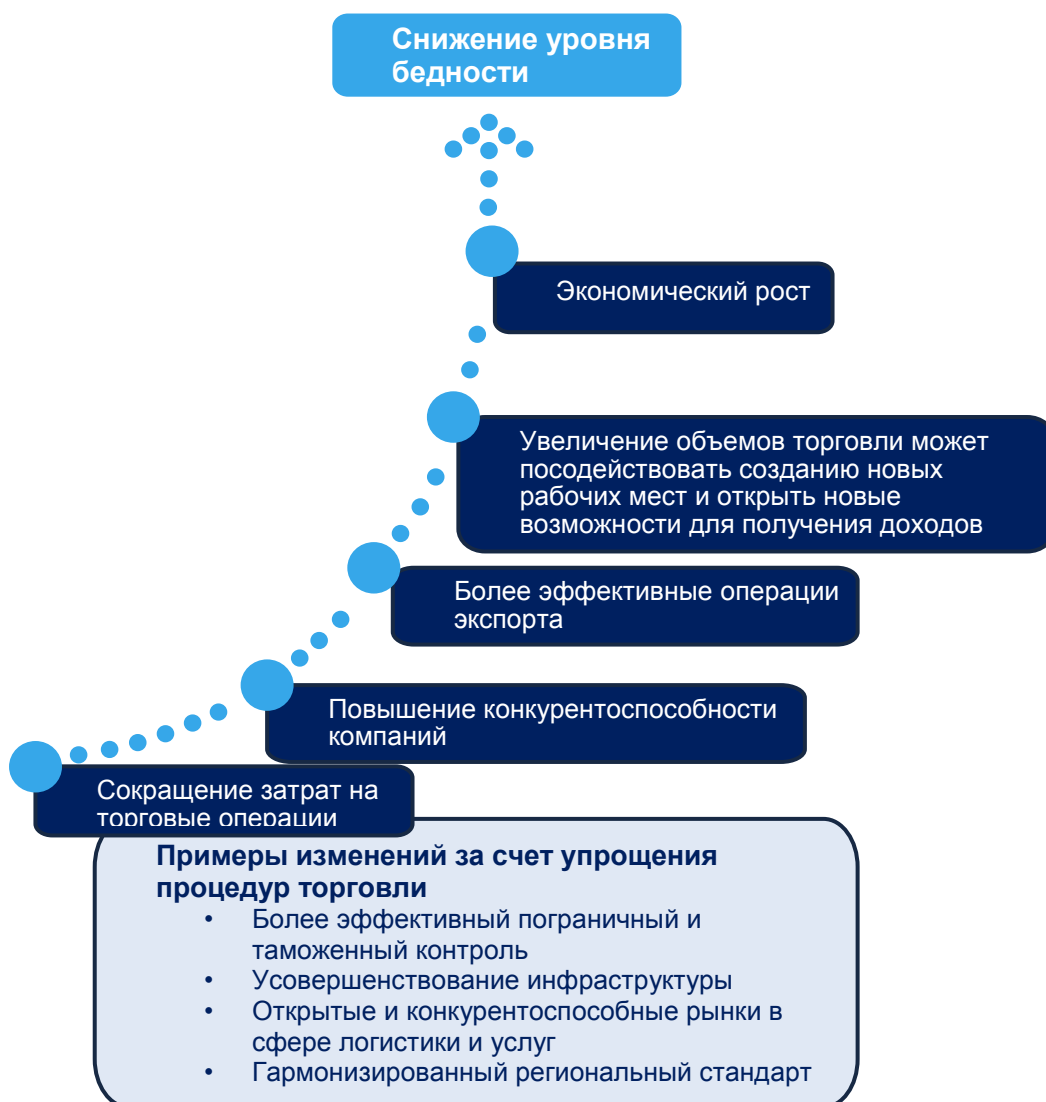 Снижение уровня
бедности
Экономический рост
Увеличение объемов торговли может
посодействовать созданию новых
рабочих мест и открыть новые
возможности для получения доходов
Более эффективные операции
экспорта
Повышение конкурентоспособности
компаний
Сокращение затрат на
торговые операции
Примеры изменений за счет упрощения
процедур торговли
• Более эффективный пограничный и
таможенный контроль
• Усовершенствование инфраструктуры
• Открытые и конкурентоспособные рынки в
сфере логистики и услуг
• Гармонизированный региональный стандарт